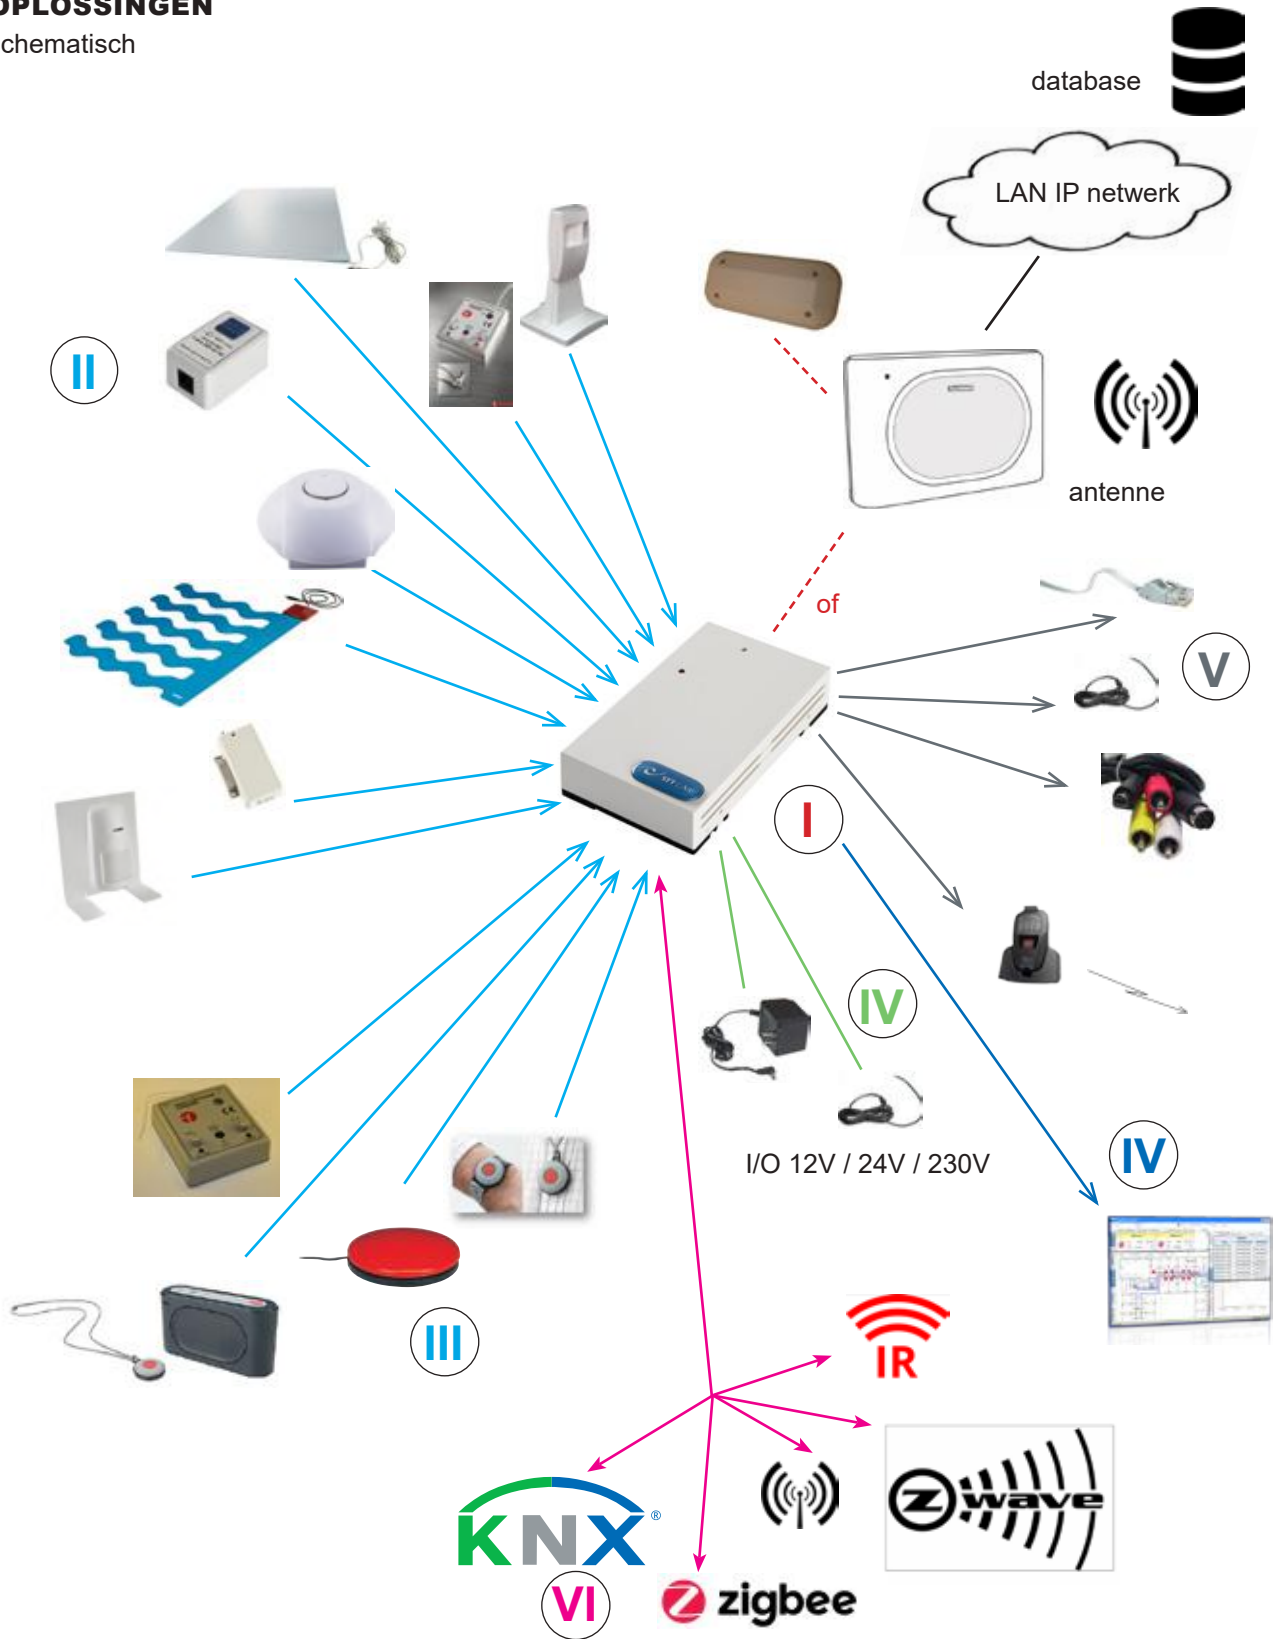 OPLOSSINGEN
chematisch
database
LAN IP netwerk
II
antenne
of
V
I
IV
I/O 12V / 24V / 230V
IV
III
IR
KNX®
Z wave
VI
zigbee